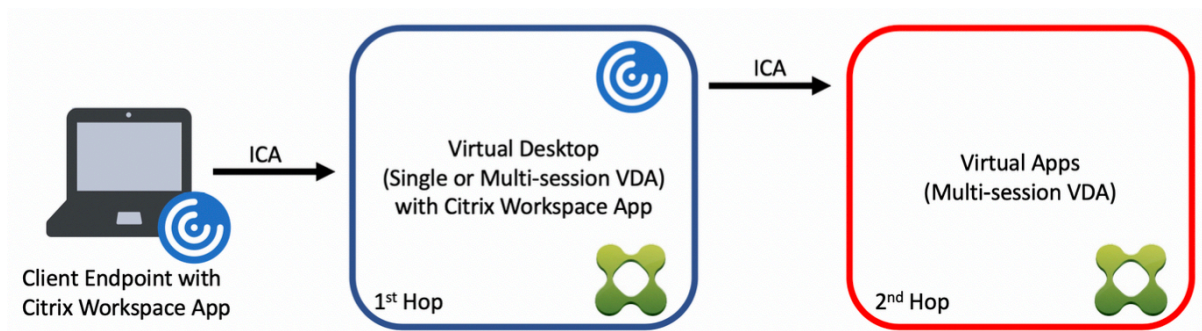 Client Endpoint with
Citrix Workspace App
ICA
Virtual Desktop
(Single or Multi-session VDA)
with Citrix Workspace App
1st Hop
ICA
Virtual Apps
(Multi-session VDA)
2nd Hop